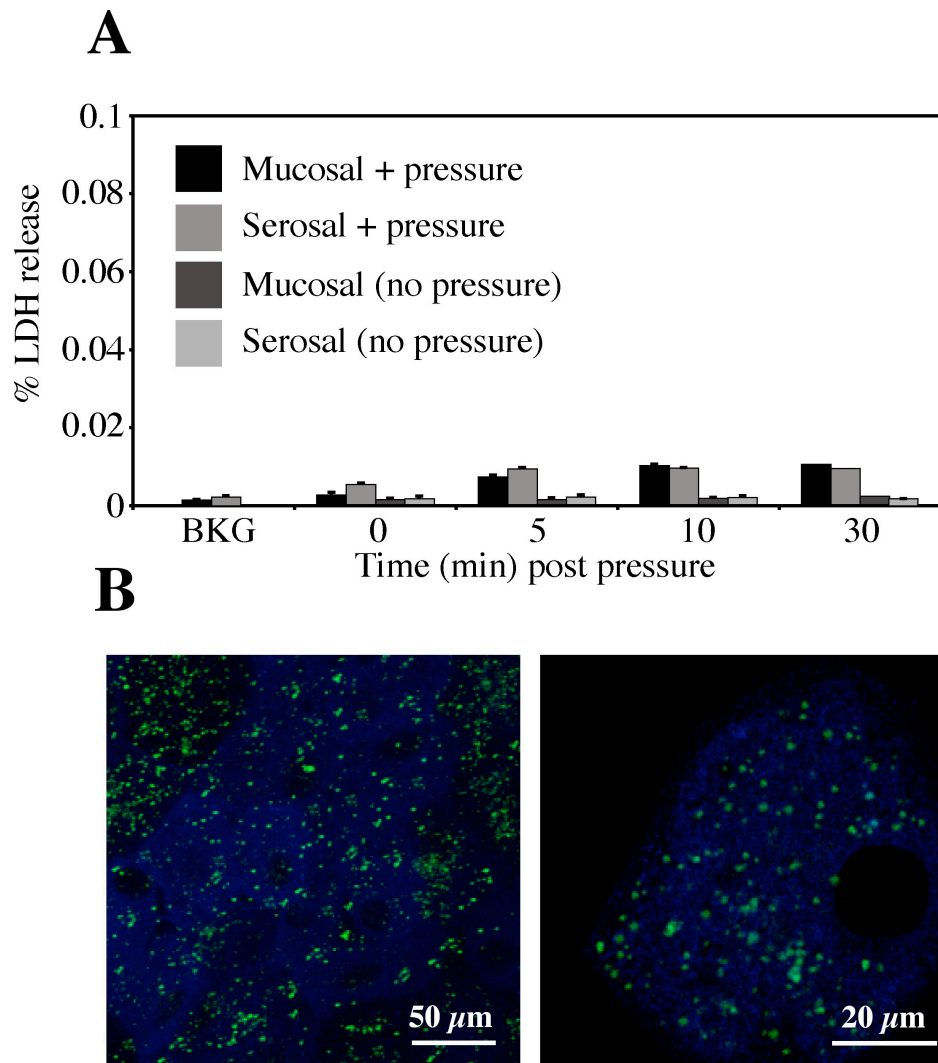 A
0.1
0.08
0.06
0.04
0.02
0
% LDH release
Mucosal + pressure
Serosal + pressure
Mucosal (no pressure)
Serosal (no pressure)
BKG 0 5 10 30
Time (min) post pressure
B
50 µm
20 µm